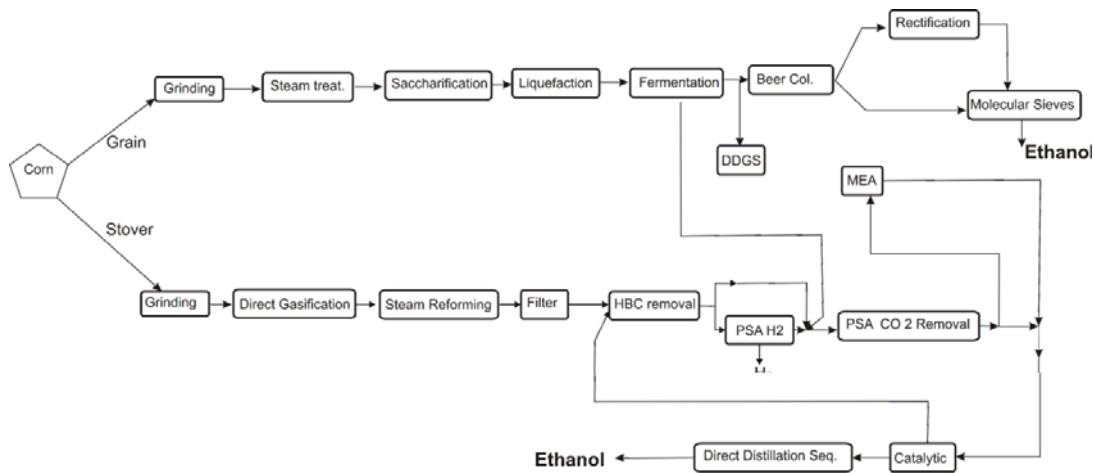 Rectification
Grinding
Steam treat.
Saccharification
Liquefaction
Fermentation
Beer Col.
Molecular Sieves
Grain
Ethanol
DDGS
Corn
MEA
Stover
Grinding
Direct Gasification
Steam Reforming
Filter
HBC removal
PSA H2
PSA CO 2 Removal
Ethanol
Direct Distillation Seq.
Catalytic